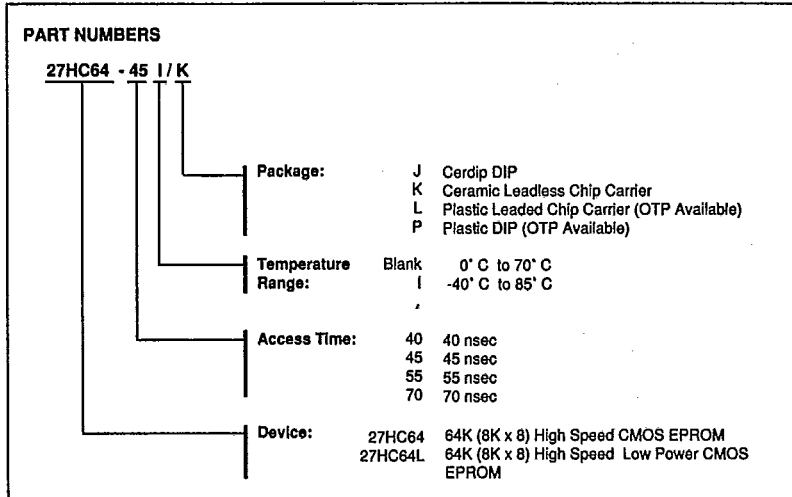 PART NUMBERS
27HC64 - 45 I / K
Package: J Cerdip DIP
K Ceramic Leadless Chip Carrier
L Plastic Leaded Chip Carrier (OTP Available)
P Plastic DIP (OTP Available)
Temperature Blank 0° C to 70° C
Range: I -40° C to 85° C
Access Time: 40 40 nsec
45 45 nsec
55 55 nsec
70 70 nsec
Device: 27HC64 64K (8K x 8) High Speed CMOS EPROM
27HC64L 64K (8K x 8) High Speed Low Power CMOS
EPROM